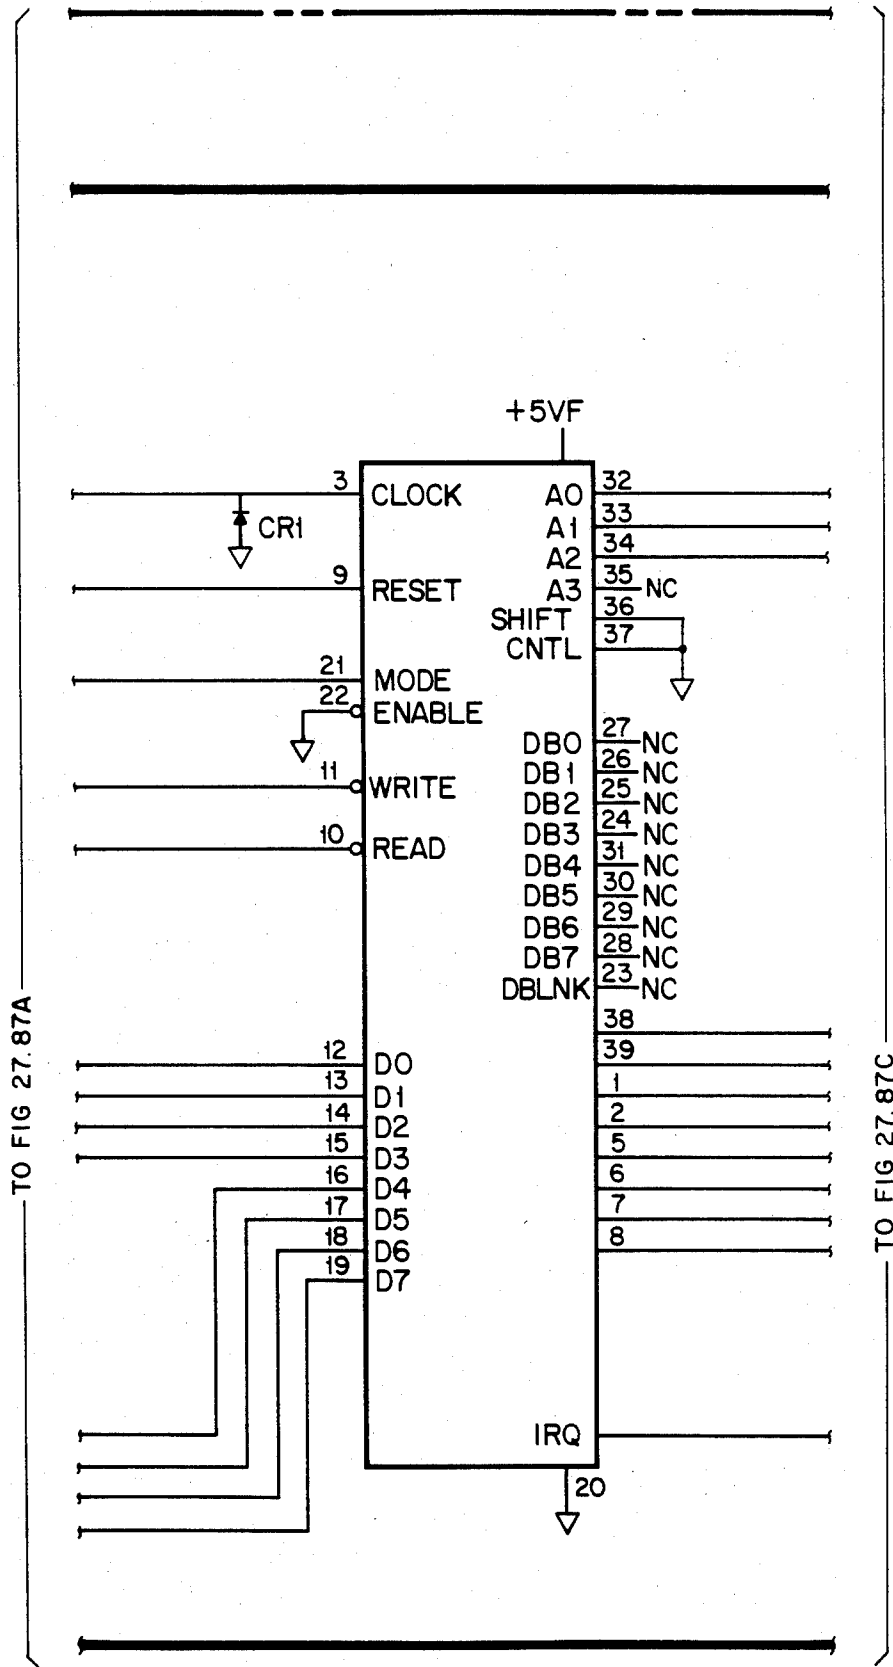 +5VF
3
CLOCK
CR1
9
RESET
21
MODE
22
ENABLE
11
WRITE
10
READ
12
D0
13
D1
14
D2
15
D3
16
D4
17
D5
18
D6
19
D7
A0
32
A1
33
A2
34
A3
35
NC
SHIFT
36
CNTL
37
DB0
27
NC
DB1
26
NC
DB2
25
NC
DB3
24
NC
DB4
31
NC
DB5
30
NC
DB6
29
NC
DB7
28
NC
DBLNK
23
NC
38
39
1
2
5
6
7
8
IRQ
20
TO FIG 27.87A
TO FIG 27.87C